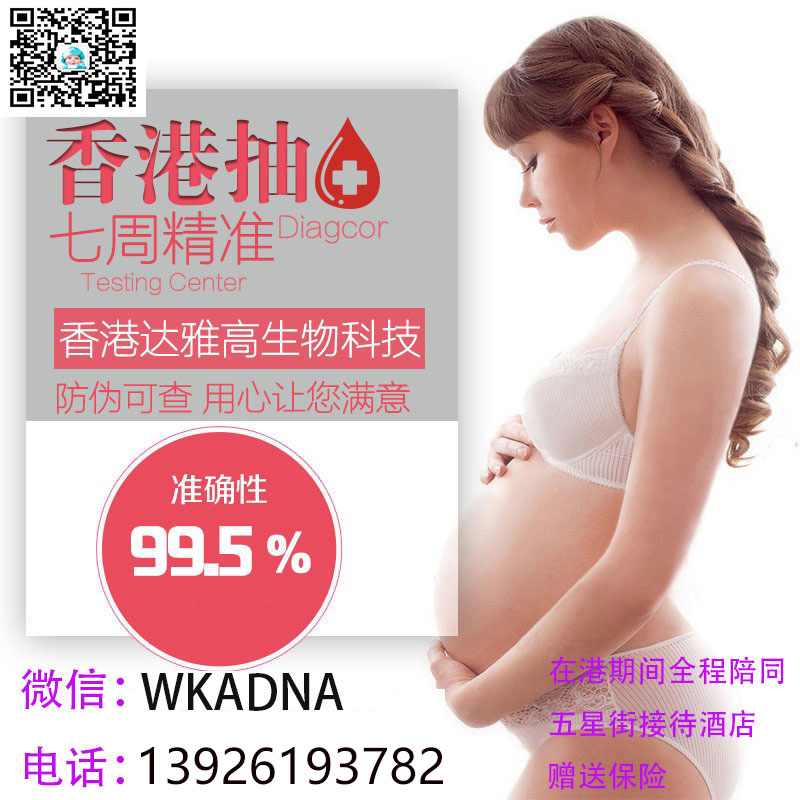 香港抽
七周精准
Diagcor
Testing Center
香港达雅高生物科技
防伪可查 用心让您满意
准确性
99.5%
微信：WKADNA
电话：13926193782
在港期间全程陪同
五星街接待酒店
赠送保险